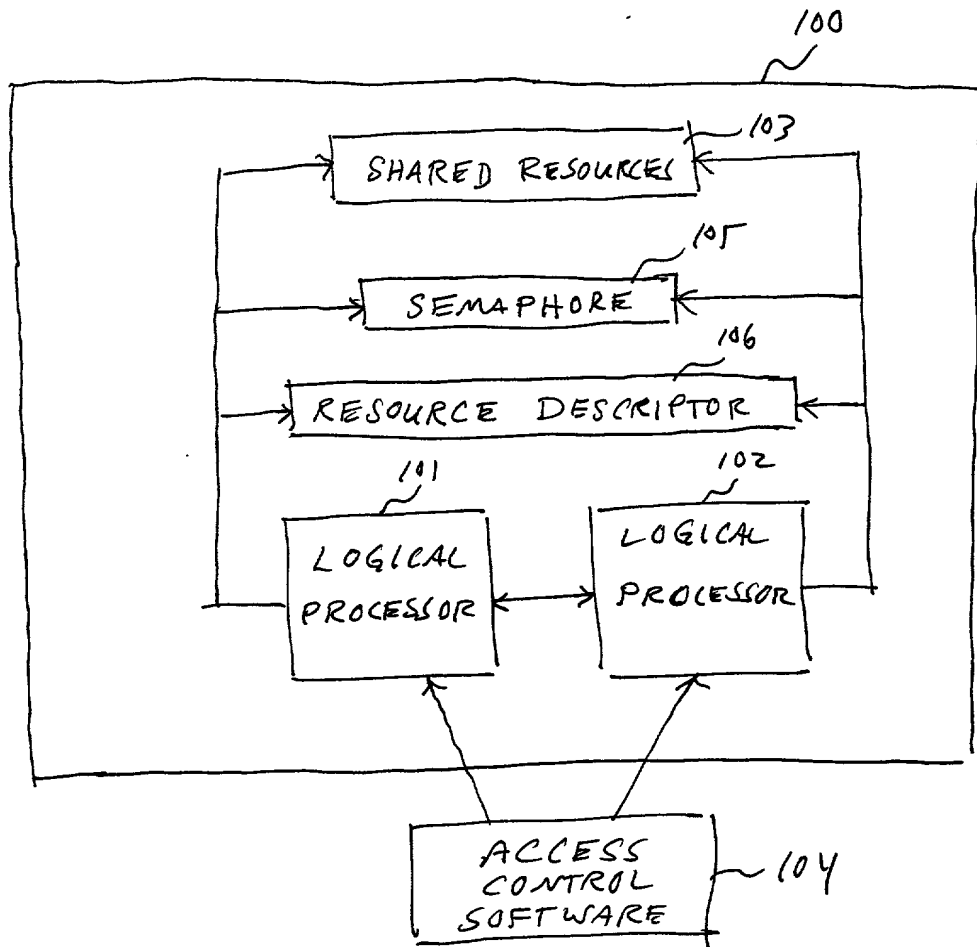 100
103
SHARED RESOURCES
105
SEMAPHORE
106
RESOURCE DESCRIPTOR
101
102
LOGICAL
PROCESSOR
LOGICAL
PROCESSOR
ACCESS
CONTROL
SOFTWARE
104